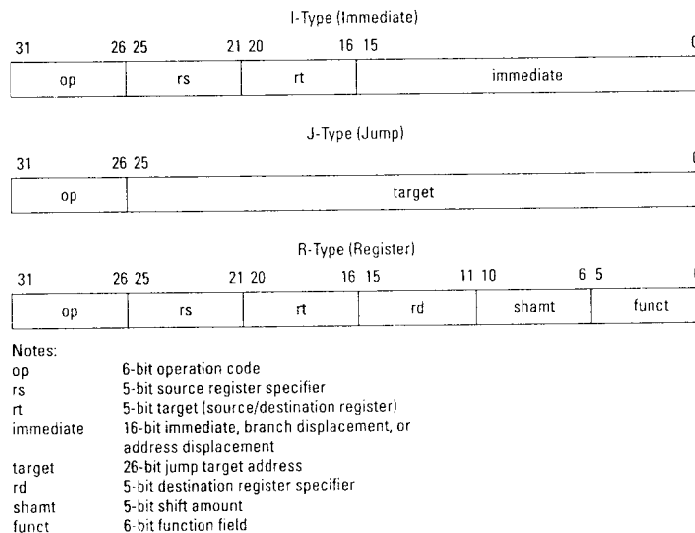 I-Type (Immediate)
31 26 25 21 20 16 15 0
op rs rt immediate
J-Type (Jump)
31 26 25
op target
R-Type (Register)
31 26 25 21 20 16 15 11 10 6 5
op rs rt rd shamt funct
Notes:
op 6-bit operation code
rs 5-bit source register specifier
rt 5-bit target (source/destination register)
immediate 16-bit immediate, branch displacement, or
address displacement
target 26-bit jump target address
rd 5-bit destination register specifier
shamt 5-bit shift amount
funct 6-bit function field